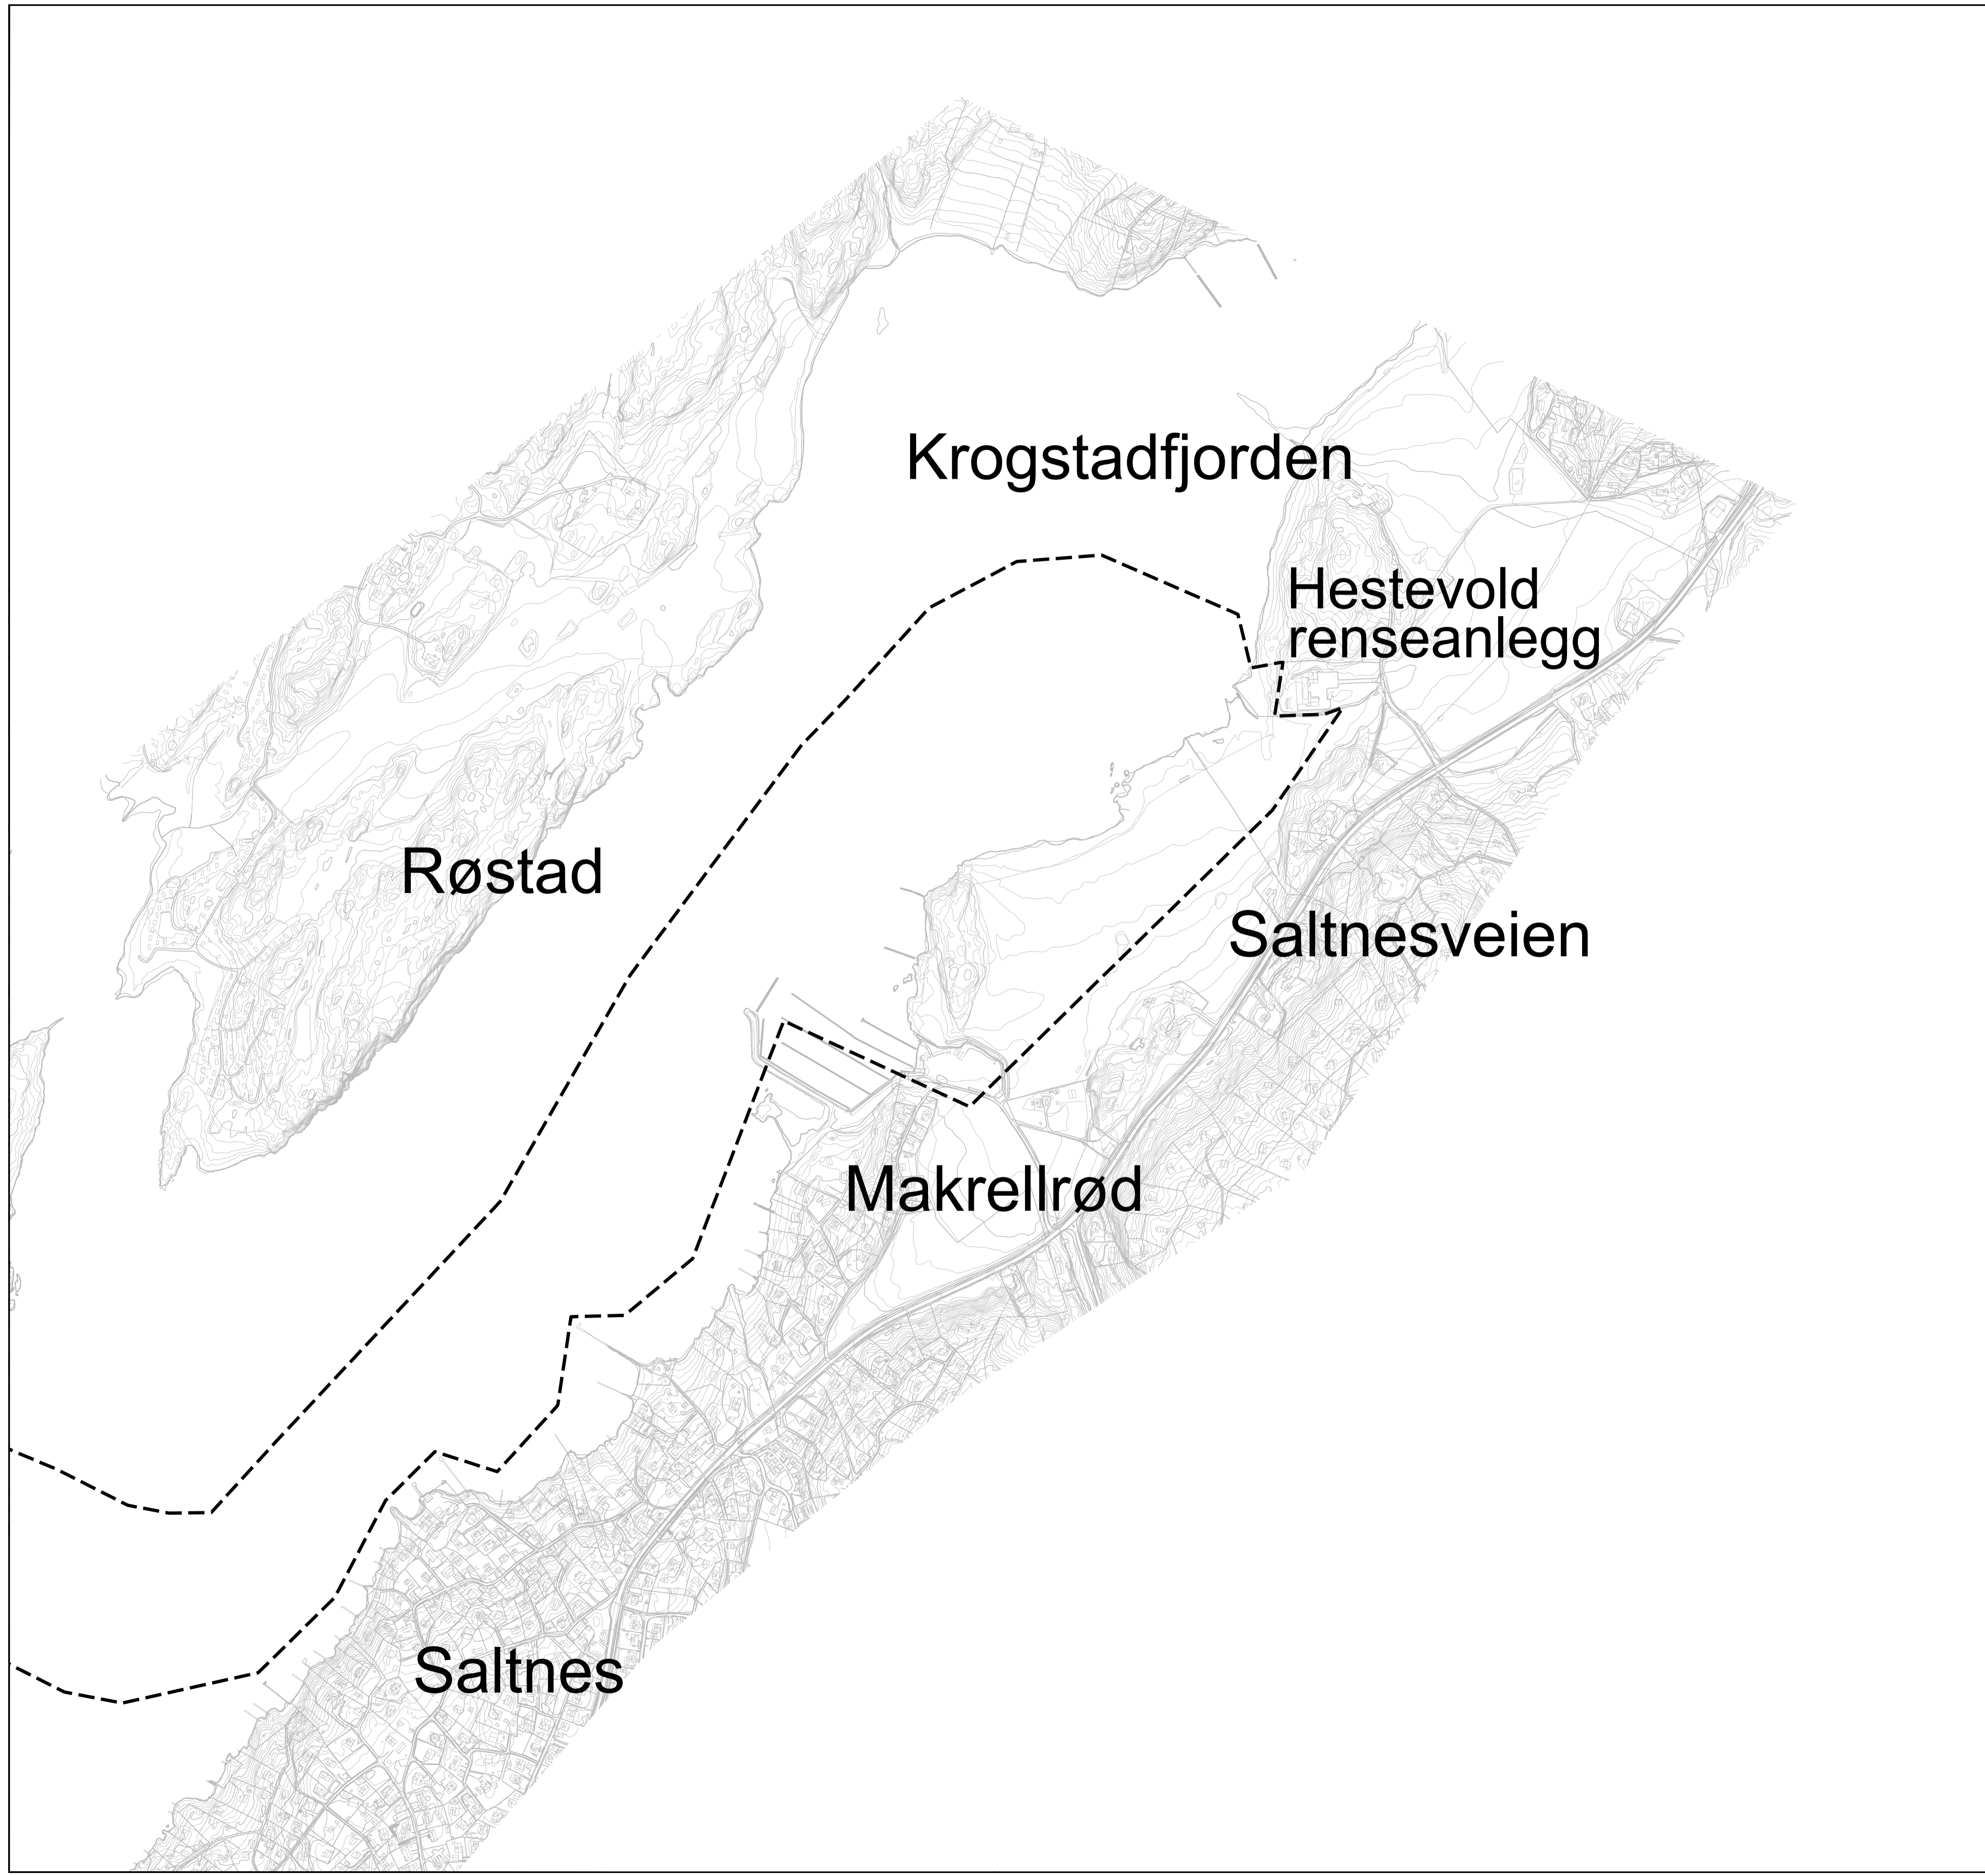 Krogstadfjorden
Hestevold
renseanlegg
Røstad
Saltnesveien
Makrellrød
Saltnes